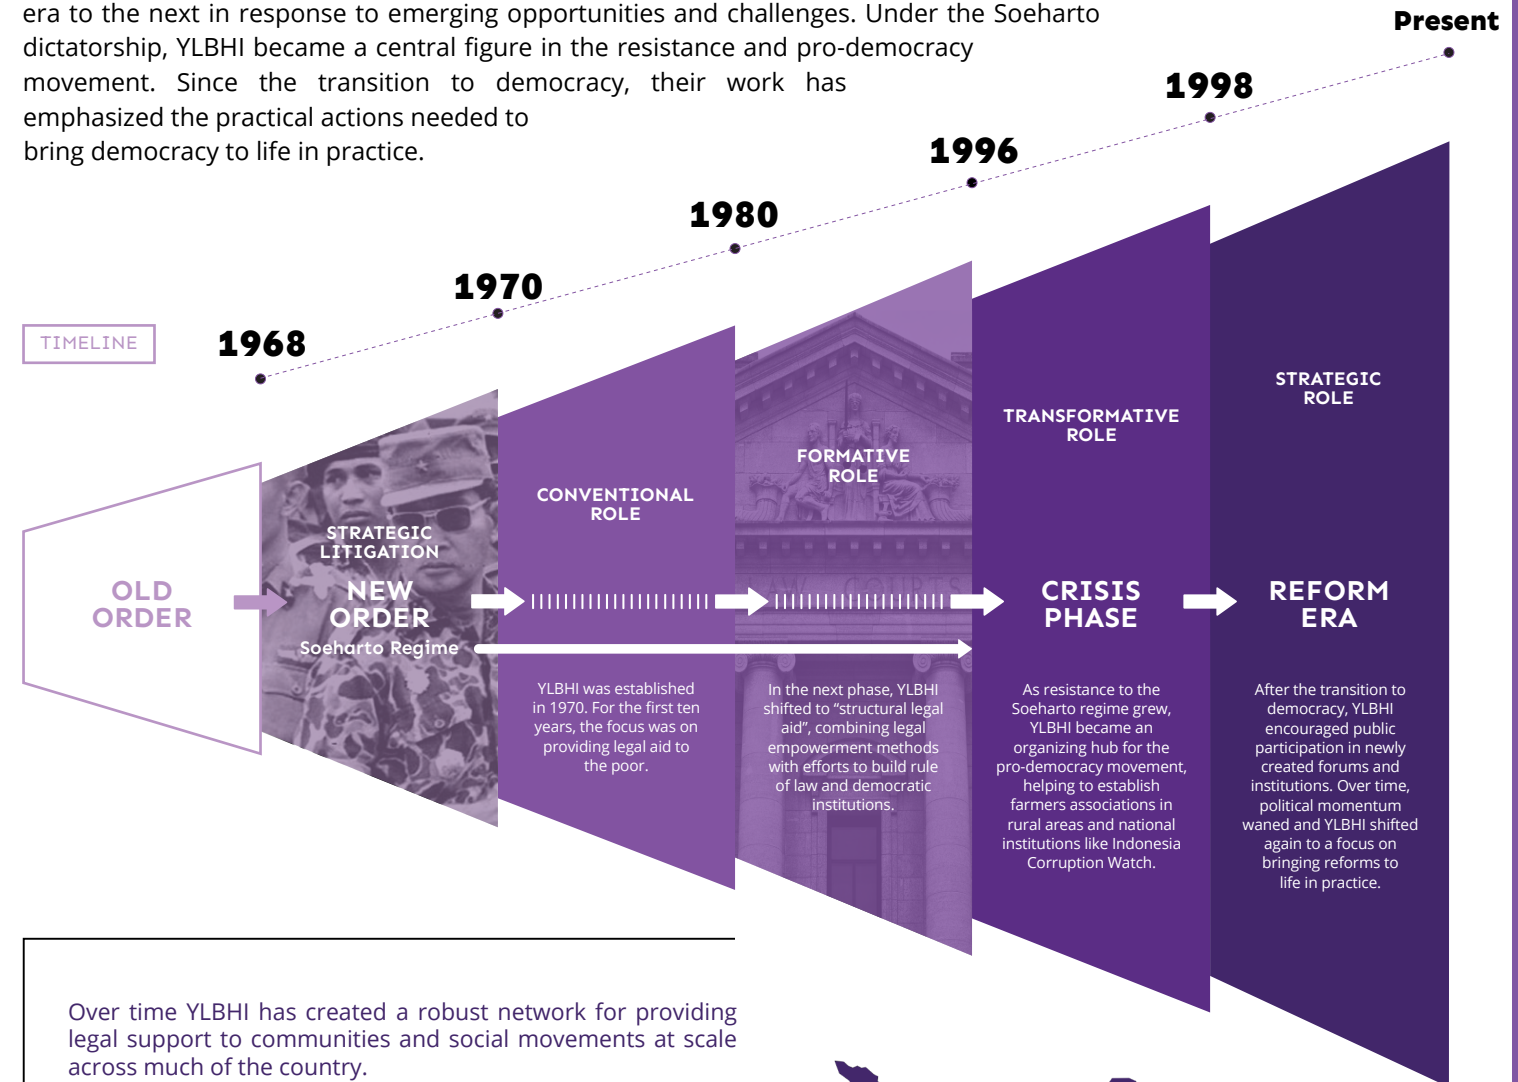 era to the next in response to emerging opportunities and challenges. Under the Soeharto
dictatorship, YLBHI became a central figure in the resistance and pro-democracy
movement. Since the transition to democracy, their work has
emphasized the practical actions needed to
bring democracy to life in practice.
Present
1998
1996
1980
1970
1968
TIMELINE
OLD
ORDER
STRATEGIC
LITIGATION
NEW
ORDER
Soeharto Regime
CONVENTIONAL
ROLE
YLBHI was established
in 1970. For the first ten
years, the focus was on
providing legal aid to
the poor.
FORMATIVE
ROLE
LAW COURTS
In the next phase, YLBHI
shifted to “structural legal
aid”, combining legal
empowerment methods
with efforts to build rule
of law and democratic
institutions.
TRANSFORMATIVE
ROLE
CRISIS
PHASE
As resistance to the
Soeharto regime grew,
YLBHI became an
organizing hub for the
pro-democracy movement,
helping to establish
farmers associations in
rural areas and national
institutions like Indonesia
Corruption Watch.
STRATEGIC
ROLE
REFORM
ERA
After the transition to
democracy, YLBHI
encouraged public
participation in newly
created forums and
institutions. Over time,
political momentum
waned and YLBHI shifted
again to a focus on
bringing reforms to
life in practice.
Over time YLBHI has created a robust network for providing
legal support to communities and social movements at scale
across much of the country.